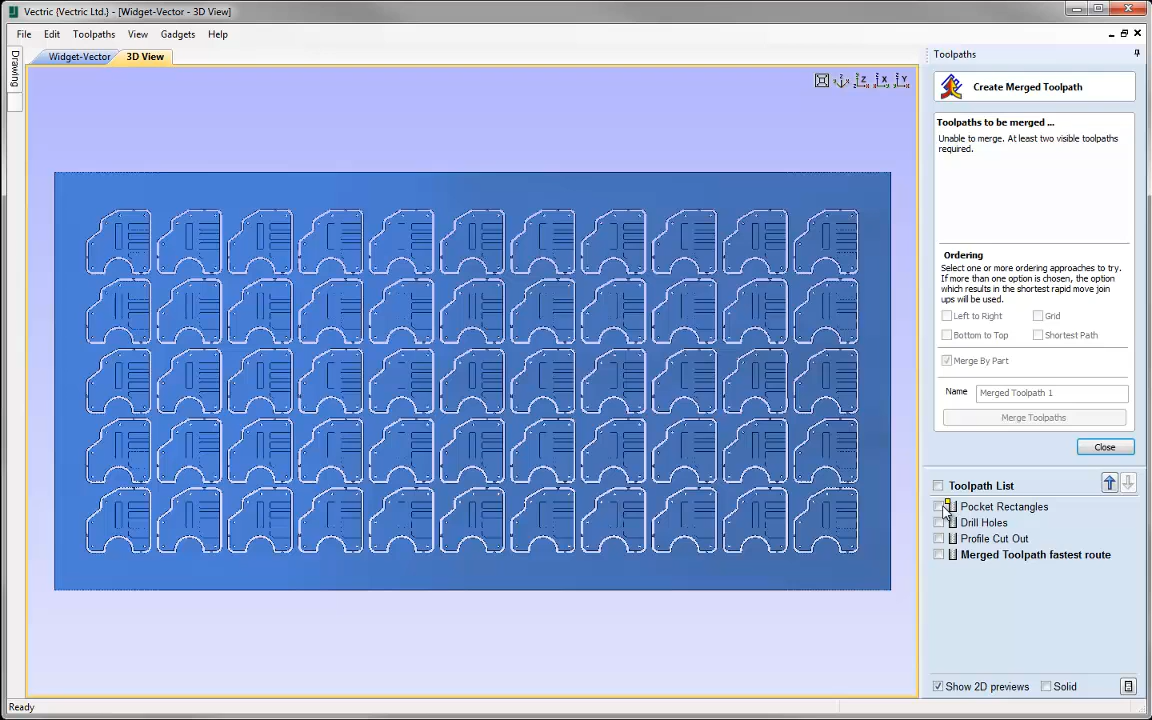 Vectric {Vectric Ltd.} - [Widget-Vector - 3D View]
File Edit Toolpaths View Gadgets Help
Widget-Vector 3D View
Drawing
Toolpaths
Create Merged Toolpath
Toolpaths to be merged ...
Unable to merge. At least two visible toolpaths
required.
Ordering
Select one or more ordering approaches to try.
If more than one option is chosen, the option
which results in the shortest rapid move join
ups will be used.
Left to Right Grid
Bottom to Top Shortest Path
Merge By Part
Name Merged Toolpath 1
Merge Toolpaths
Close
Toolpath List
Pocket Rectangles
Drill Holes
Profile Cut Out
Merged Toolpath fastest route
Show 2D previews Solid
Ready